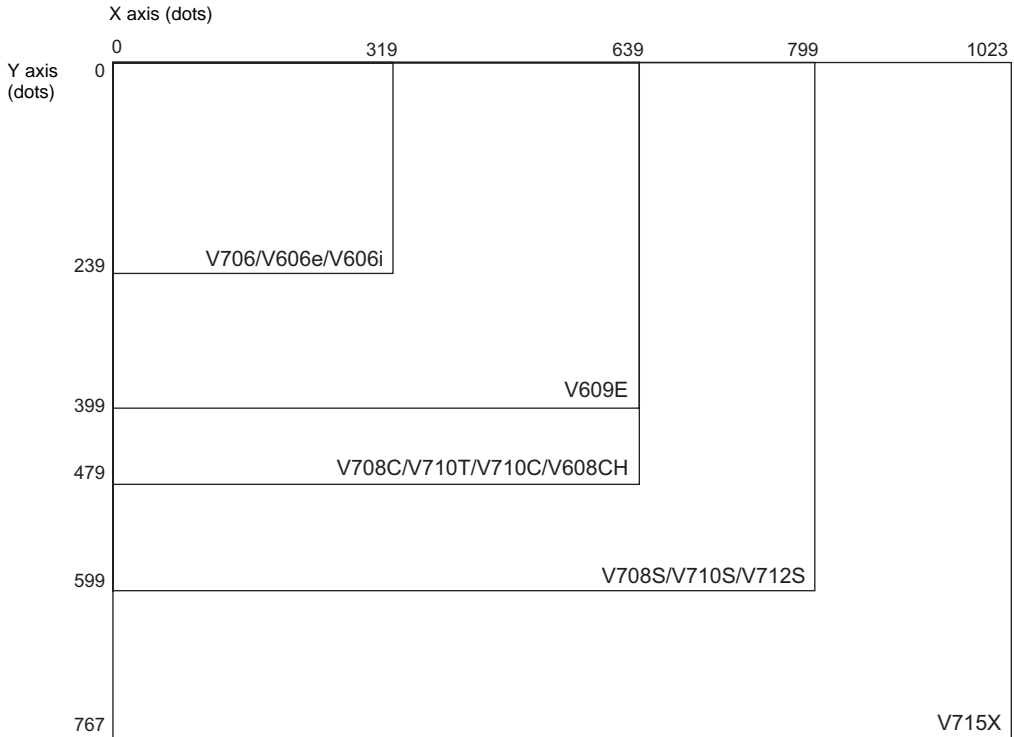 X axis (dots)
0 319 639 799 1023
Y axis
(dots)
0
239
V706/V606e/V606i
399
V609E
479
V708C/V710T/V710C/V608CH
599
V708S/V710S/V712S
767
V715X